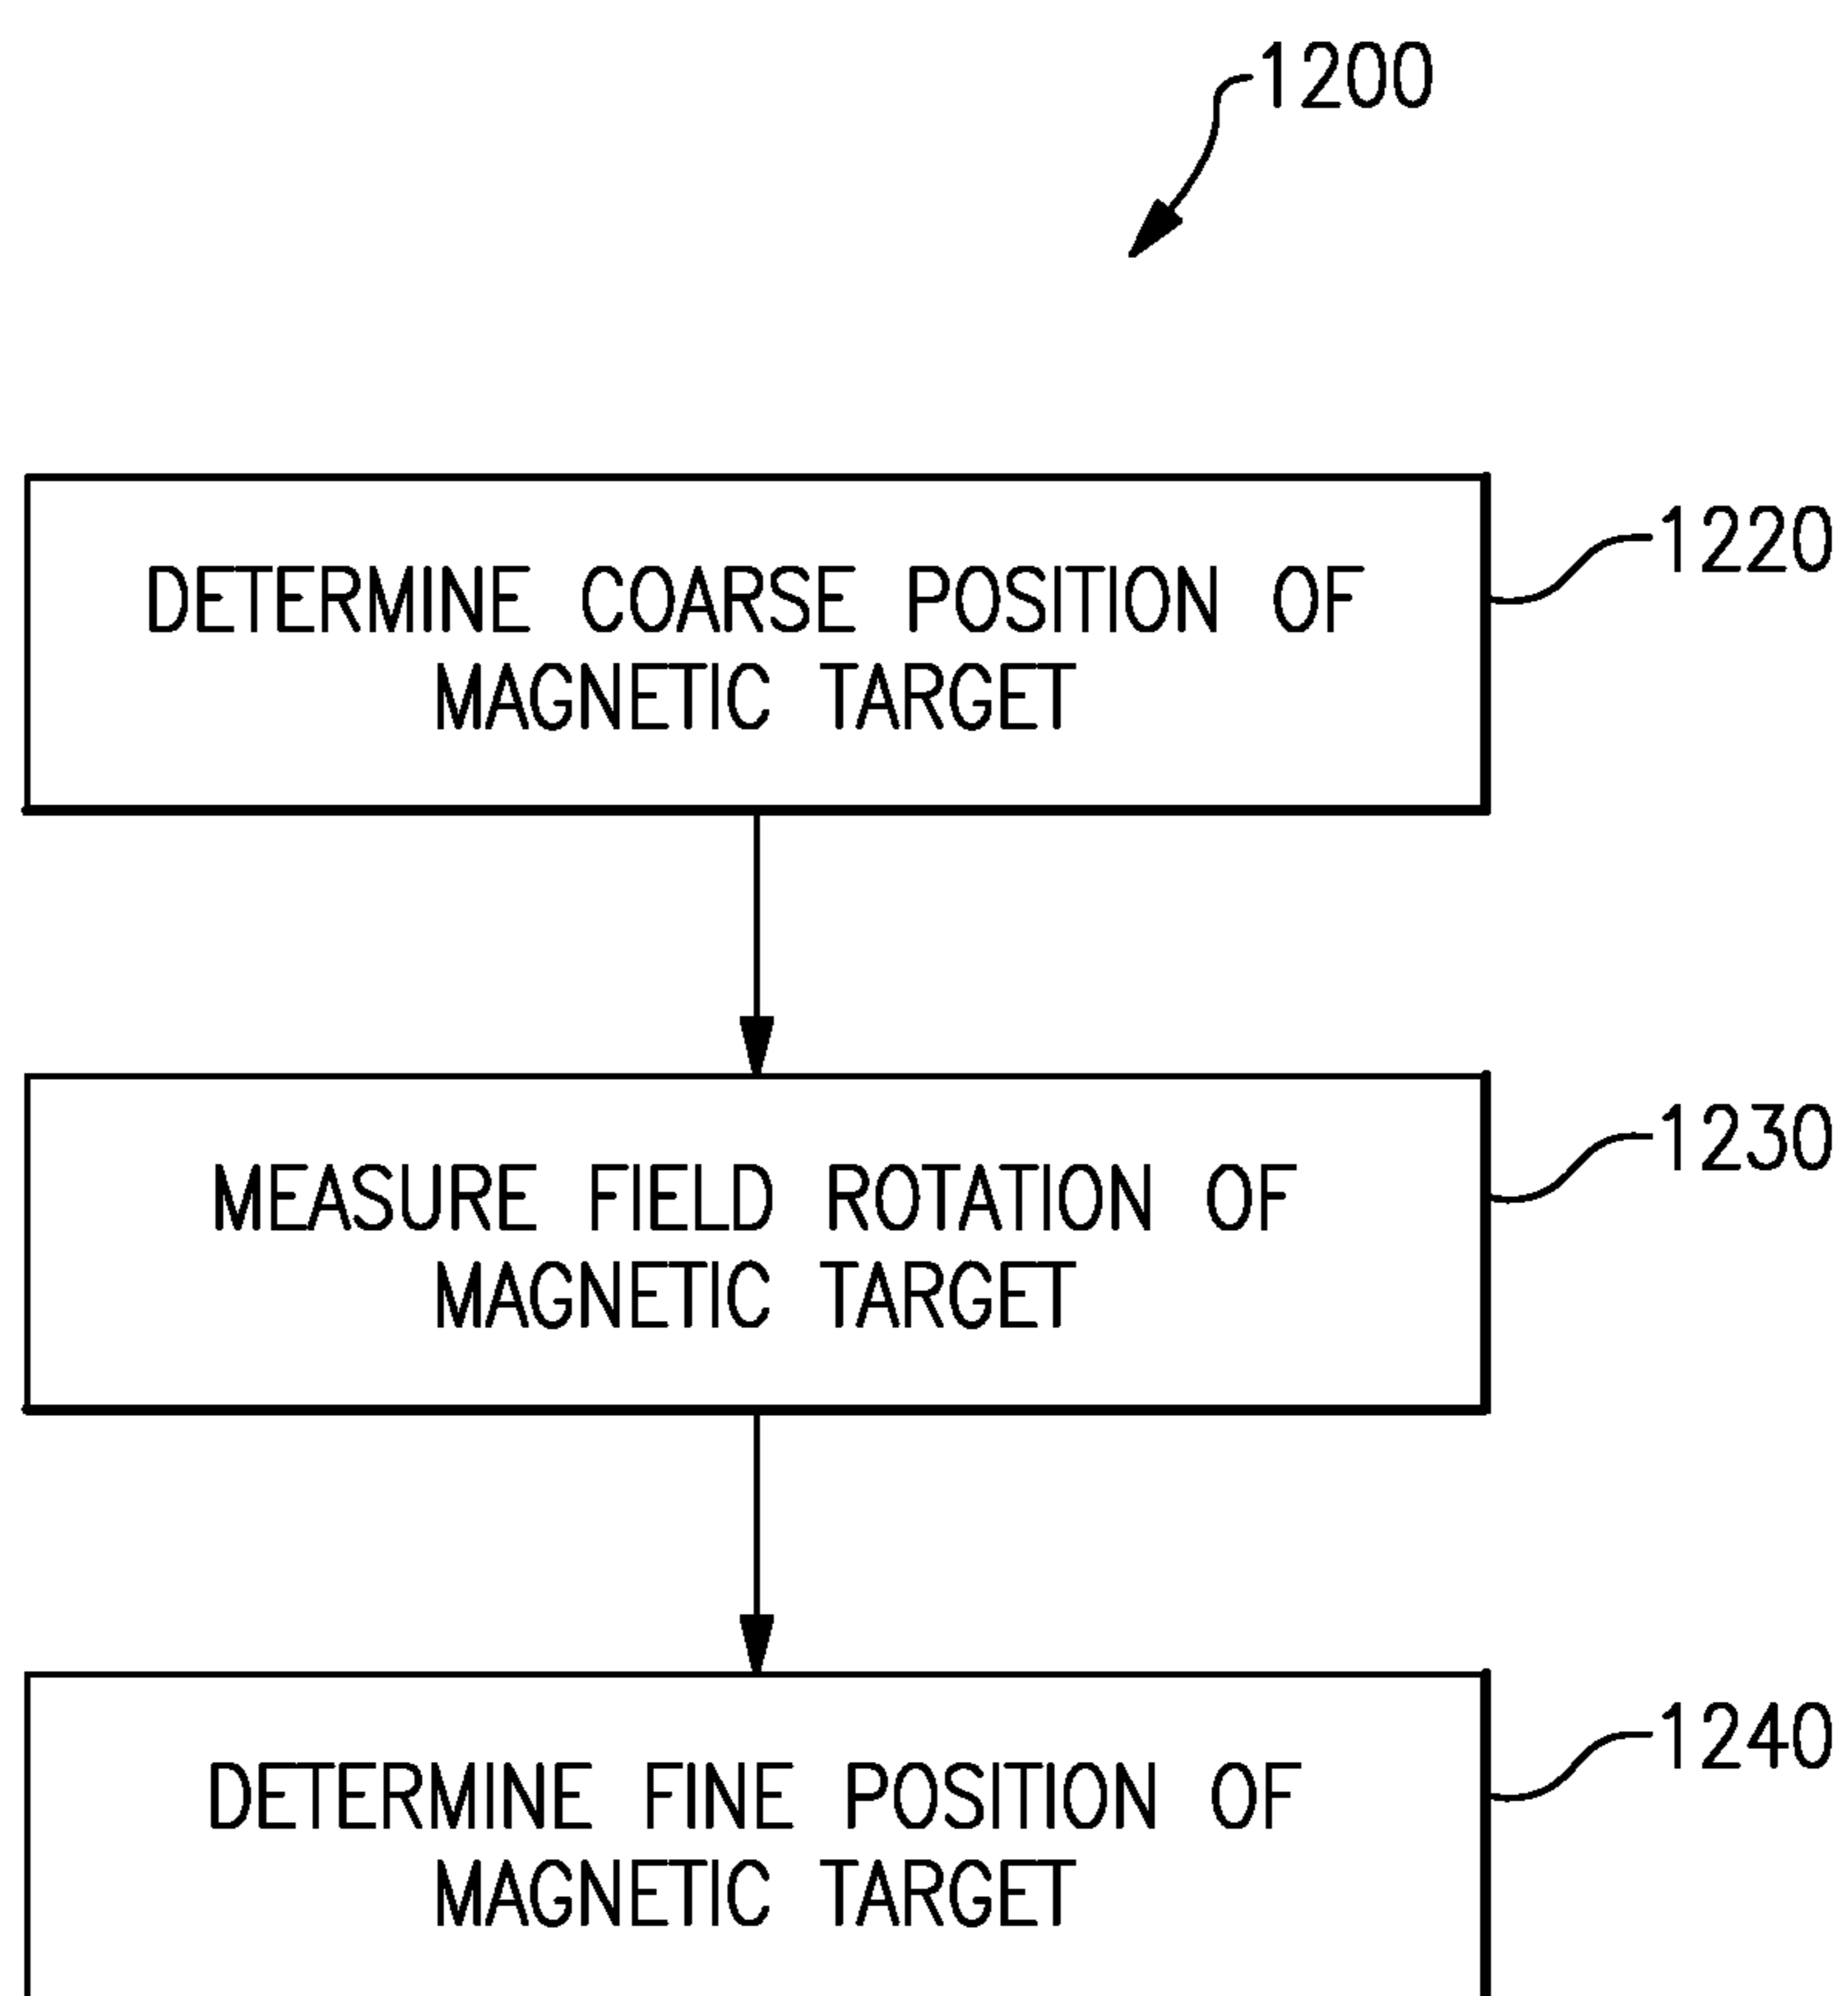 1200
DETERMINE COARSE POSITION OF
MAGNETIC TARGET
1220
MEASURE FIELD ROTATION OF
MAGNETIC TARGET
1230
DETERMINE FINE POSITION OF
MAGNETIC TARGET
1240